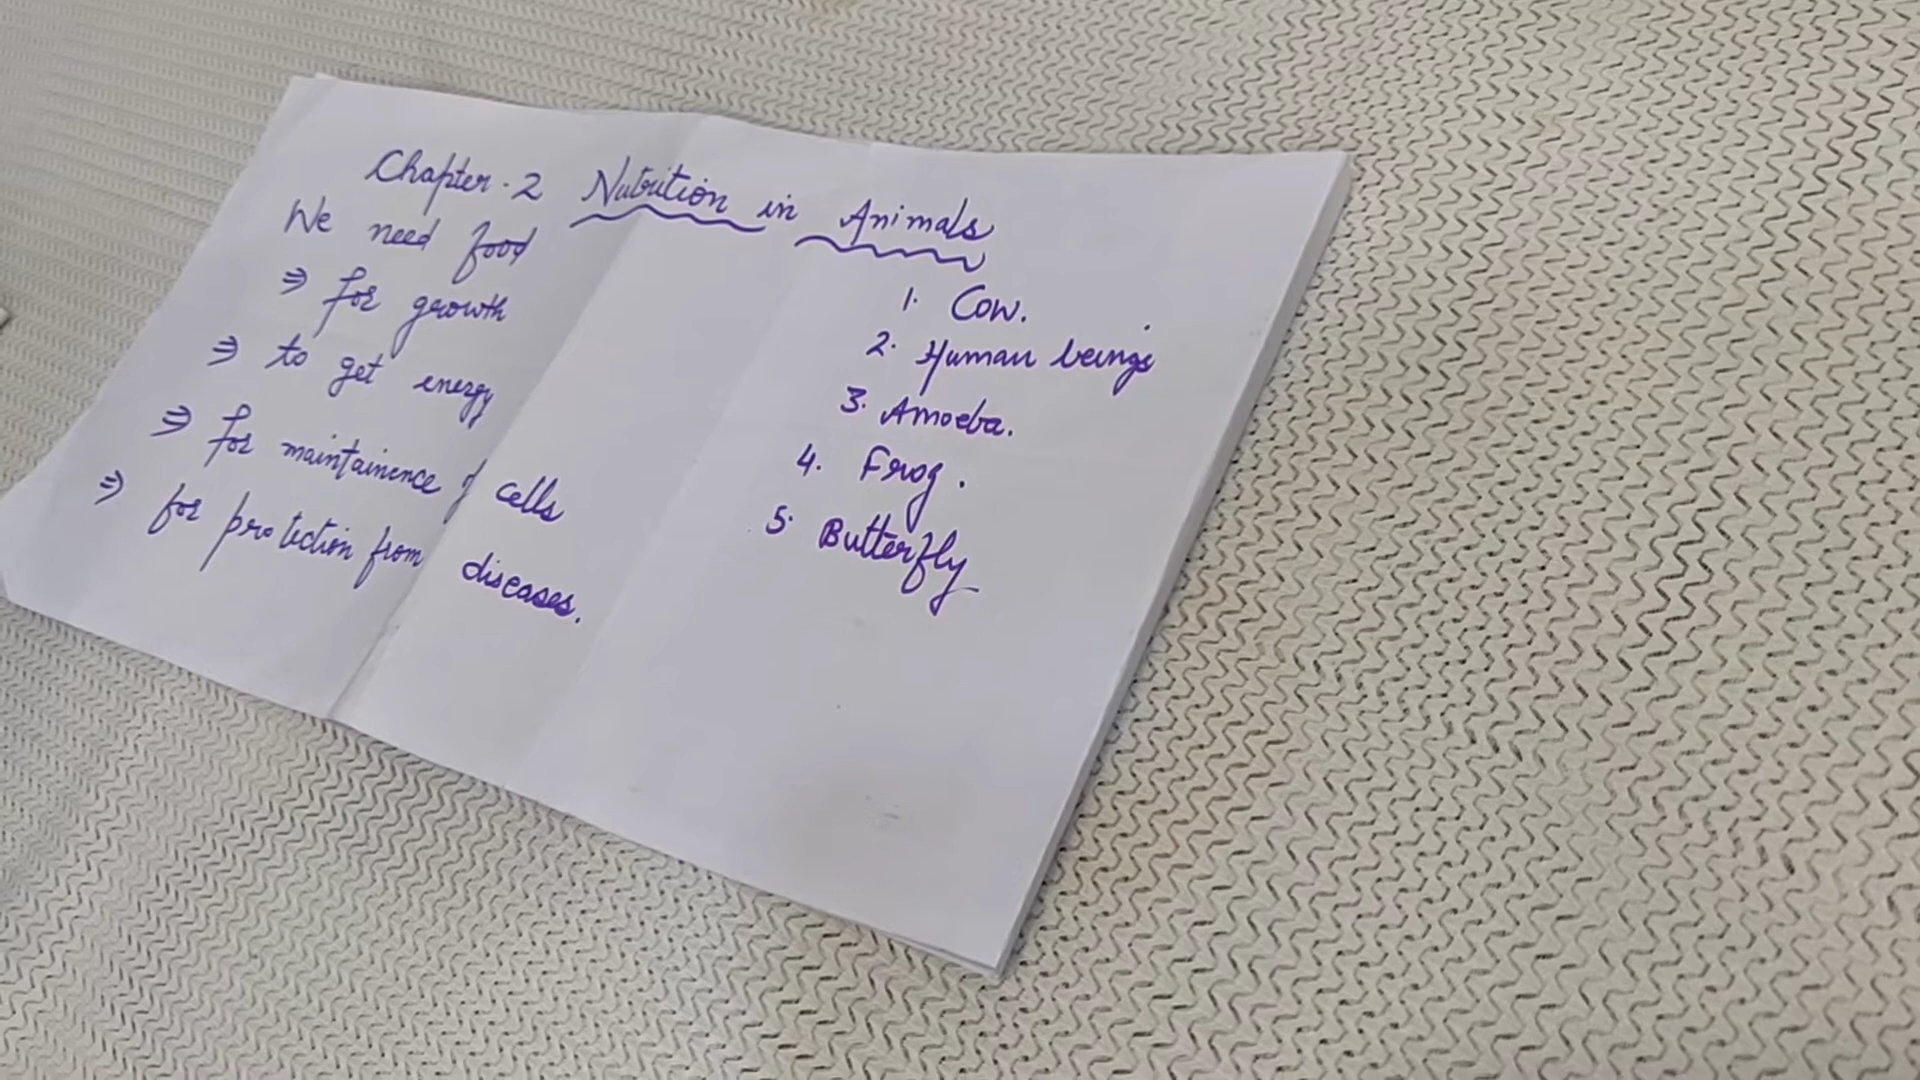 Chapter. 2 Nutrition in Animals
We need food
⇒ for growth
⇒ to get energy
⇒ for maintainence of cells
⇒ for protection from diseases.
1. Cow.
2. Human beings
3. Amoeba.
4. Frog.
5. Butterfly